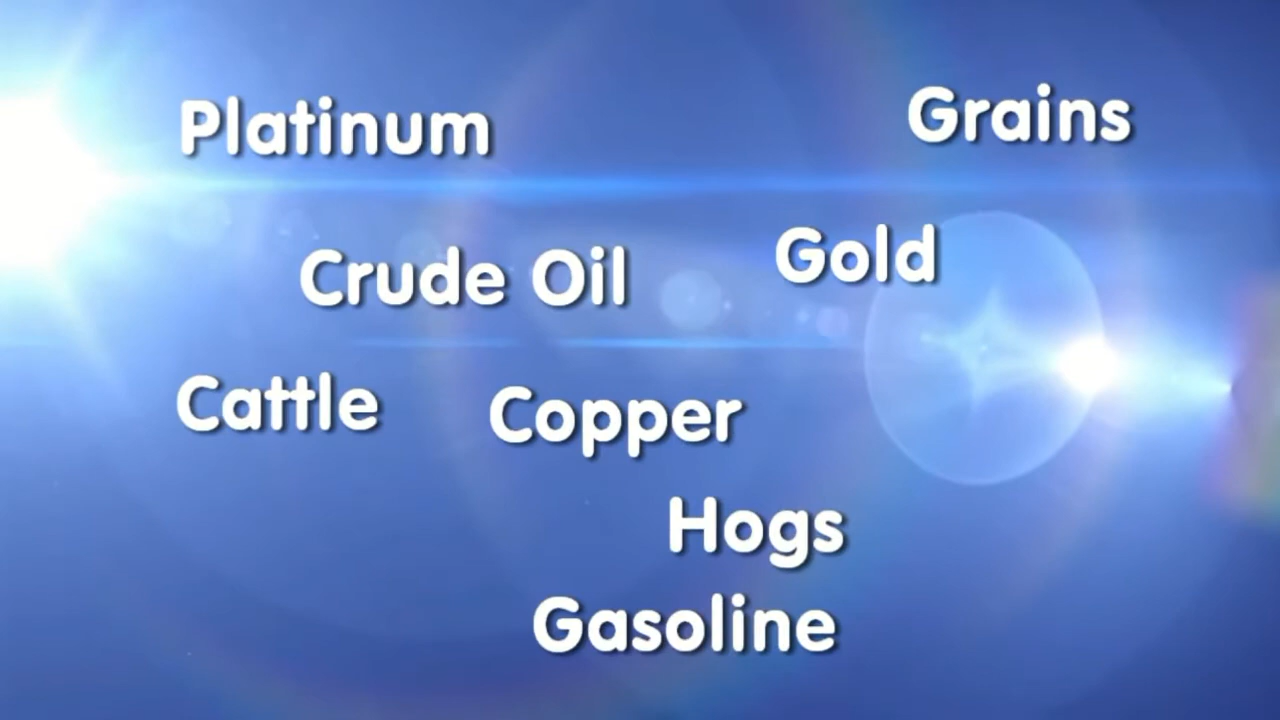 Platinum
Grains
Crude Oil
Gold
Cattle
Copper
Hogs
Gasoline